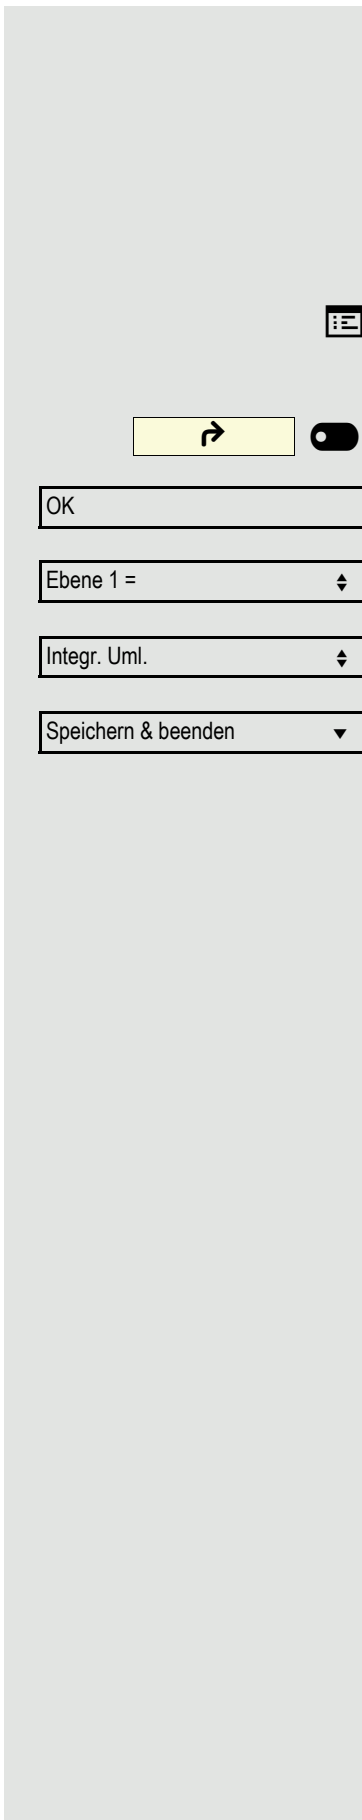 OK
Ebene 1 =
Integr. Uml.
Speichern & beenden